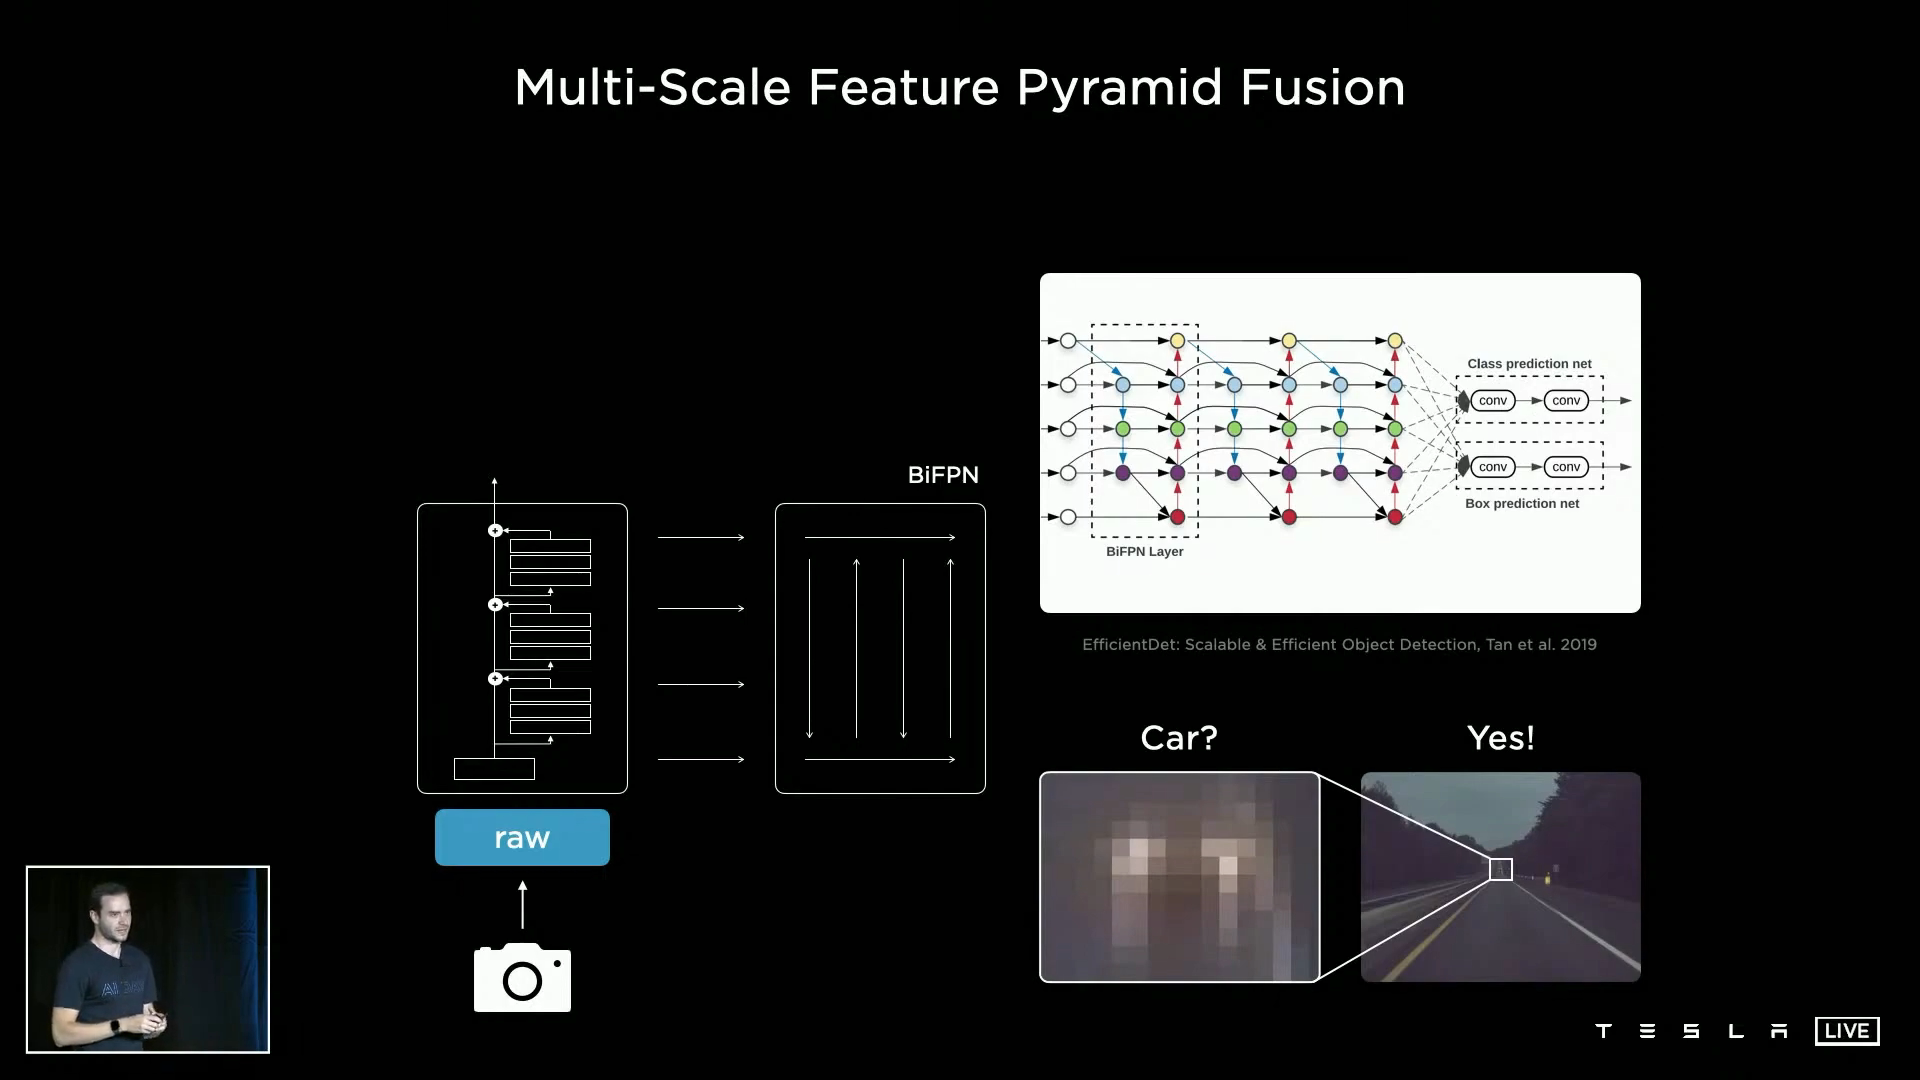 Multi-Scale Feature Pyramid Fusion
BiFPN
raw
Class prediction net
conv
conv
conv
conv
Box prediction net
BiFPN Layer
EfficientDet: Scalable & Efficient Object Detection, Tan et al. 2019
Car?
Yes!
TESLA LIVE